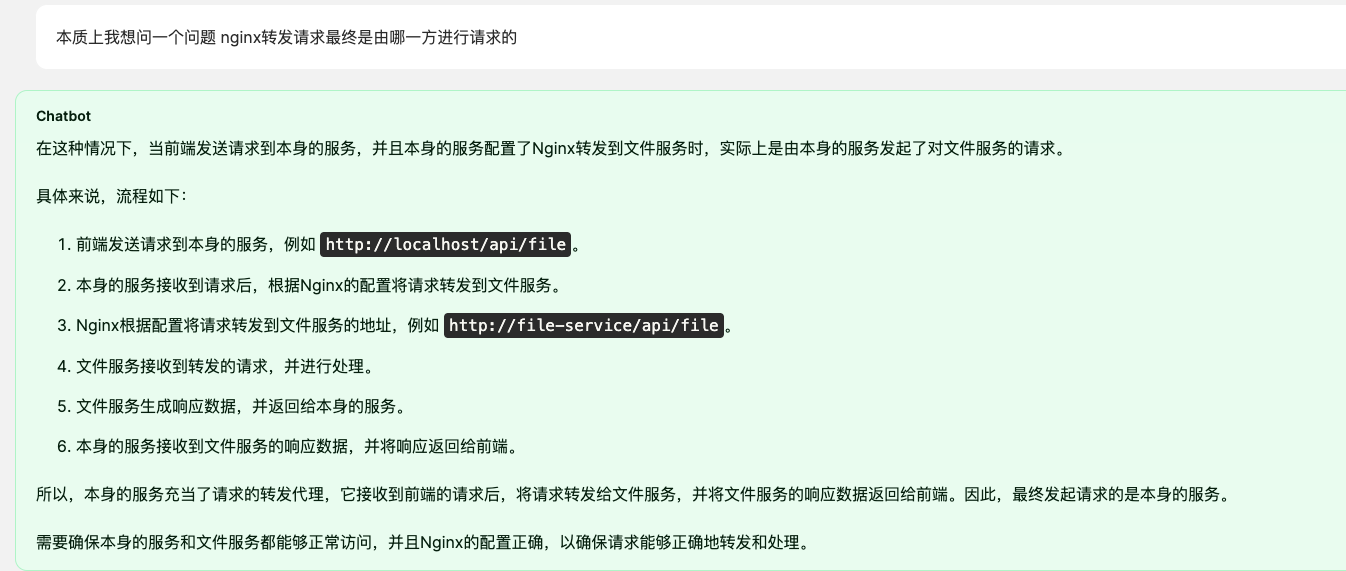 本质上我想问一个问题 nginx转发请求最终是由哪一方进行请求的
Chatbot
在这种情况下，当前端发送请求到本身的服务，并且本身的服务配置了Nginx转发到文件服务时，实际上是由本身的服务发起了对文件服务的请求。
具体来说，流程如下：
1. 前端发送请求到本身的服务，例如 http://localhost/api/file。
2. 本身的服务接收到请求后，根据Nginx的配置将请求转发到文件服务。
3. Nginx根据配置将请求转发到文件服务的地址，例如 http://file-service/api/file。
4. 文件服务接收到转发的请求，并进行处理。
5. 文件服务生成响应数据，并返回给本身的服务。
6. 本身的服务接收到文件服务的响应数据，并将响应返回给前端。
所以，本身的服务充当了请求的转发代理，它接收到前端的请求后，将请求转发给文件服务，并将文件服务的响应数据返回给前端。因此，最终发起请求的是本身的服务。
需要确保本身的服务和文件服务都能够正常访问，并且Nginx的配置正确，以确保请求能够正确地转发和处理。